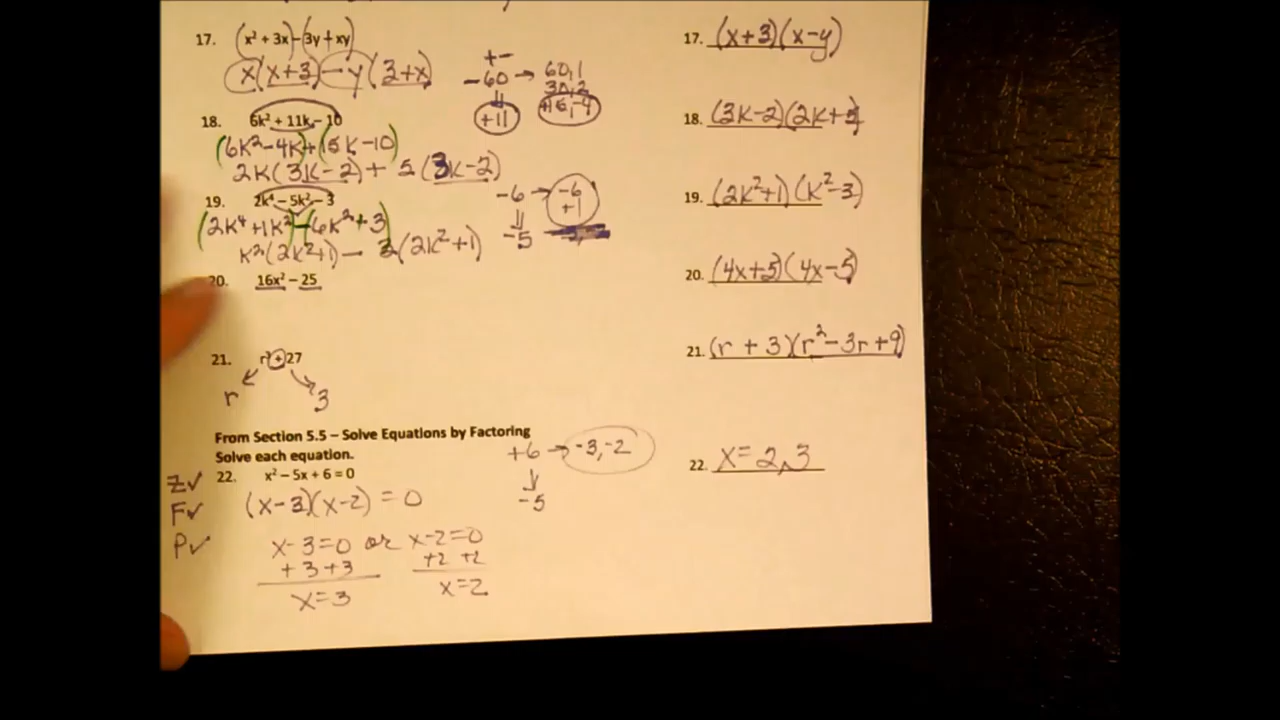 17. (x² + 3x)-(3y + xy)
x(x+3) - y(3+x)
17. (x+3)(x-y)
+-
-60 → 60,1
30,2
+11
+15,-4
18. 6k² + 11k - 10
(6k²-4k)+(15k-10)
2k(3k-2) + 5(3k-2)
18. (3k-2)(2k+5)
19. 2k⁴ - 5k² - 3
(2k⁴+1k²)-(6k²+3)
k²(2k²+1) - 3(2k²+1)
-6 → -6
+1
-5
19. (2k²+1)(k²-3)
20. 16x² - 25
20. (4x+5)(4x-5)
21. r³ + 27
r 3
21. (r + 3)(r²-3r+9)
From Section 5.5 – Solve Equations by Factoring
Solve each equation.
22. x² - 5x + 6 = 0
Z✓
F✓
P✓
(x-3)(x-2) = 0
x-3=0 or x-2=0
+3 +3 +2 +2
x=3 x=2
+6 → -3,-2
↓
-5
22. x= 2,3